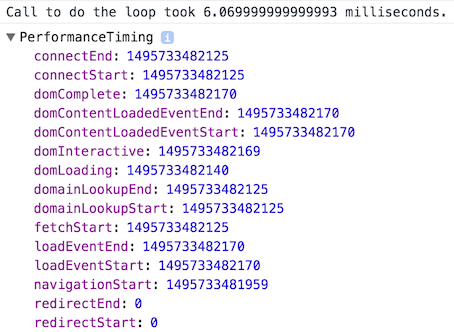 Call to do the loop took 6.069999999999993 milliseconds.
▼ PerformanceTiming i
connectEnd: 1495733482125
connectStart: 1495733482125
domComplete: 1495733482170
domContentLoadedEventEnd: 1495733482170
domContentLoadedEventStart: 1495733482170
domInteractive: 1495733482169
domLoading: 1495733482140
domainLookupEnd: 1495733482125
domainLookupStart: 1495733482125
fetchStart: 1495733482125
loadEventEnd: 1495733482170
loadEventStart: 1495733482170
navigationStart: 1495733481959
redirectEnd: 0
redirectStart: 0